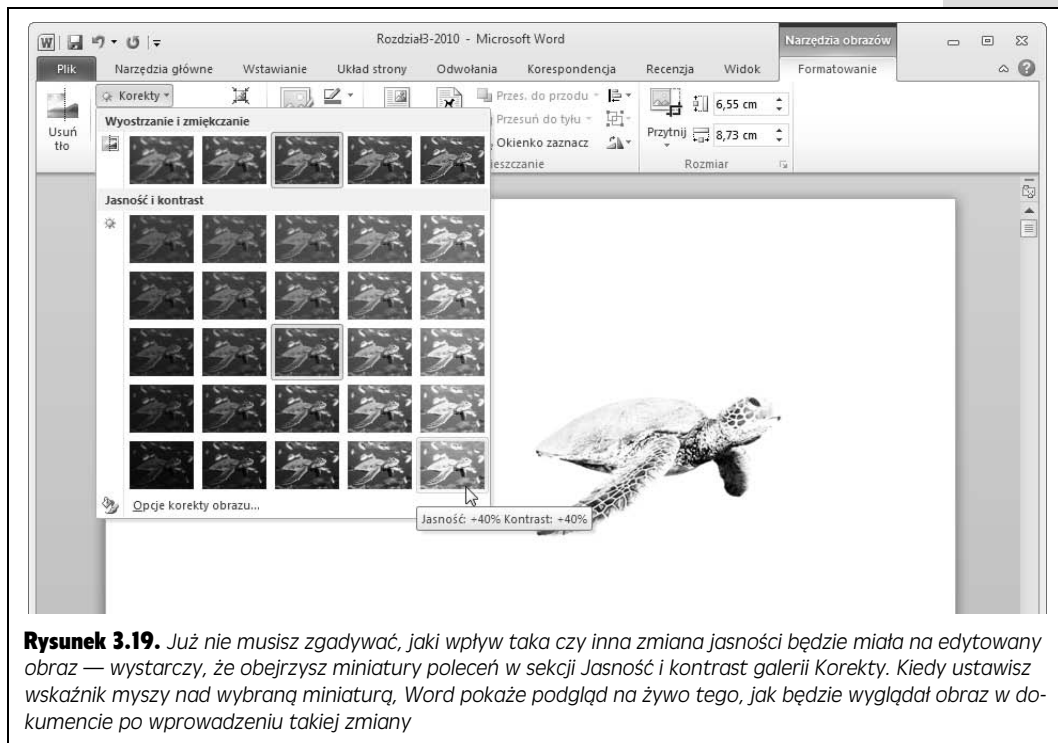 Rozdział3-2010 - Microsoft Word
Narzędzia obrazów
Plik Narzędzia główne Wstawianie Układ strony Odwołania Korespondencja Recenzja Widok Formatowanie
Korekty
Usuń
tło
Przes. do przodu
Przesuń do tyłu
Okienko zaznacz
Przytnij
6,55 cm
8,73 cm
Rozmiar
Wyostrzanie i zmiękczanie
Jasność i kontrast
Opcje korekty obrazu...
Jasność: +40% Kontrast: +40%
Rysunek 3.19. Już nie musisz zgadywać, jaki wpływ taka czy inna zmiana jasności będzie miała na edytowany
obraz — wystarczy, że obejrzysz miniatury poleceń w sekcji Jasność i kontrast galerii Korekty. Kiedy ustawisz
wskaźnik myszy nad wybraną miniaturą, Word pokaże podgląd na żywo tego, jak będzie wyglądał obraz w do-
kumencie po wprowadzeniu takiej zmiany